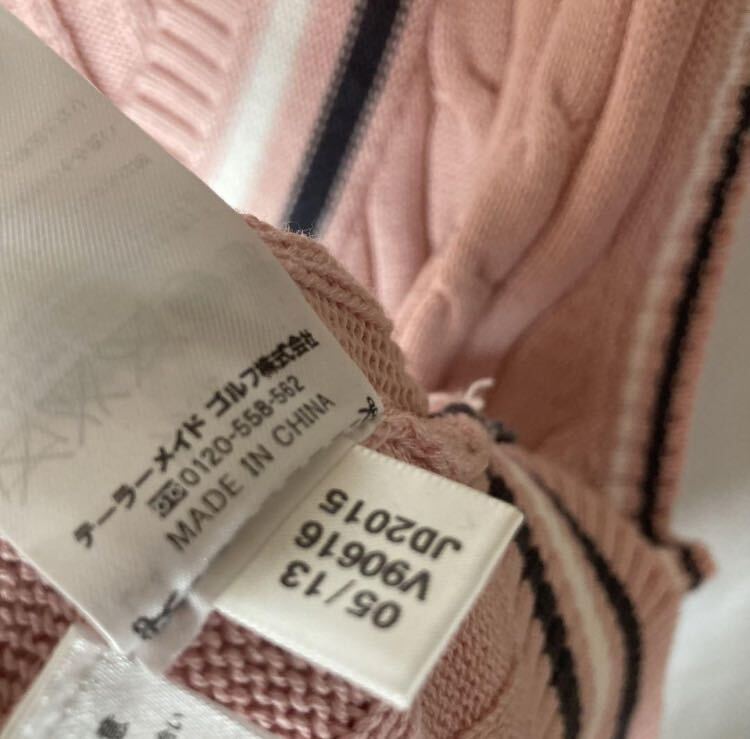 テーラーメイド ゴルフ株式会社
0120-558-562
MADE IN CHINA
05/13
V90616
JD2015